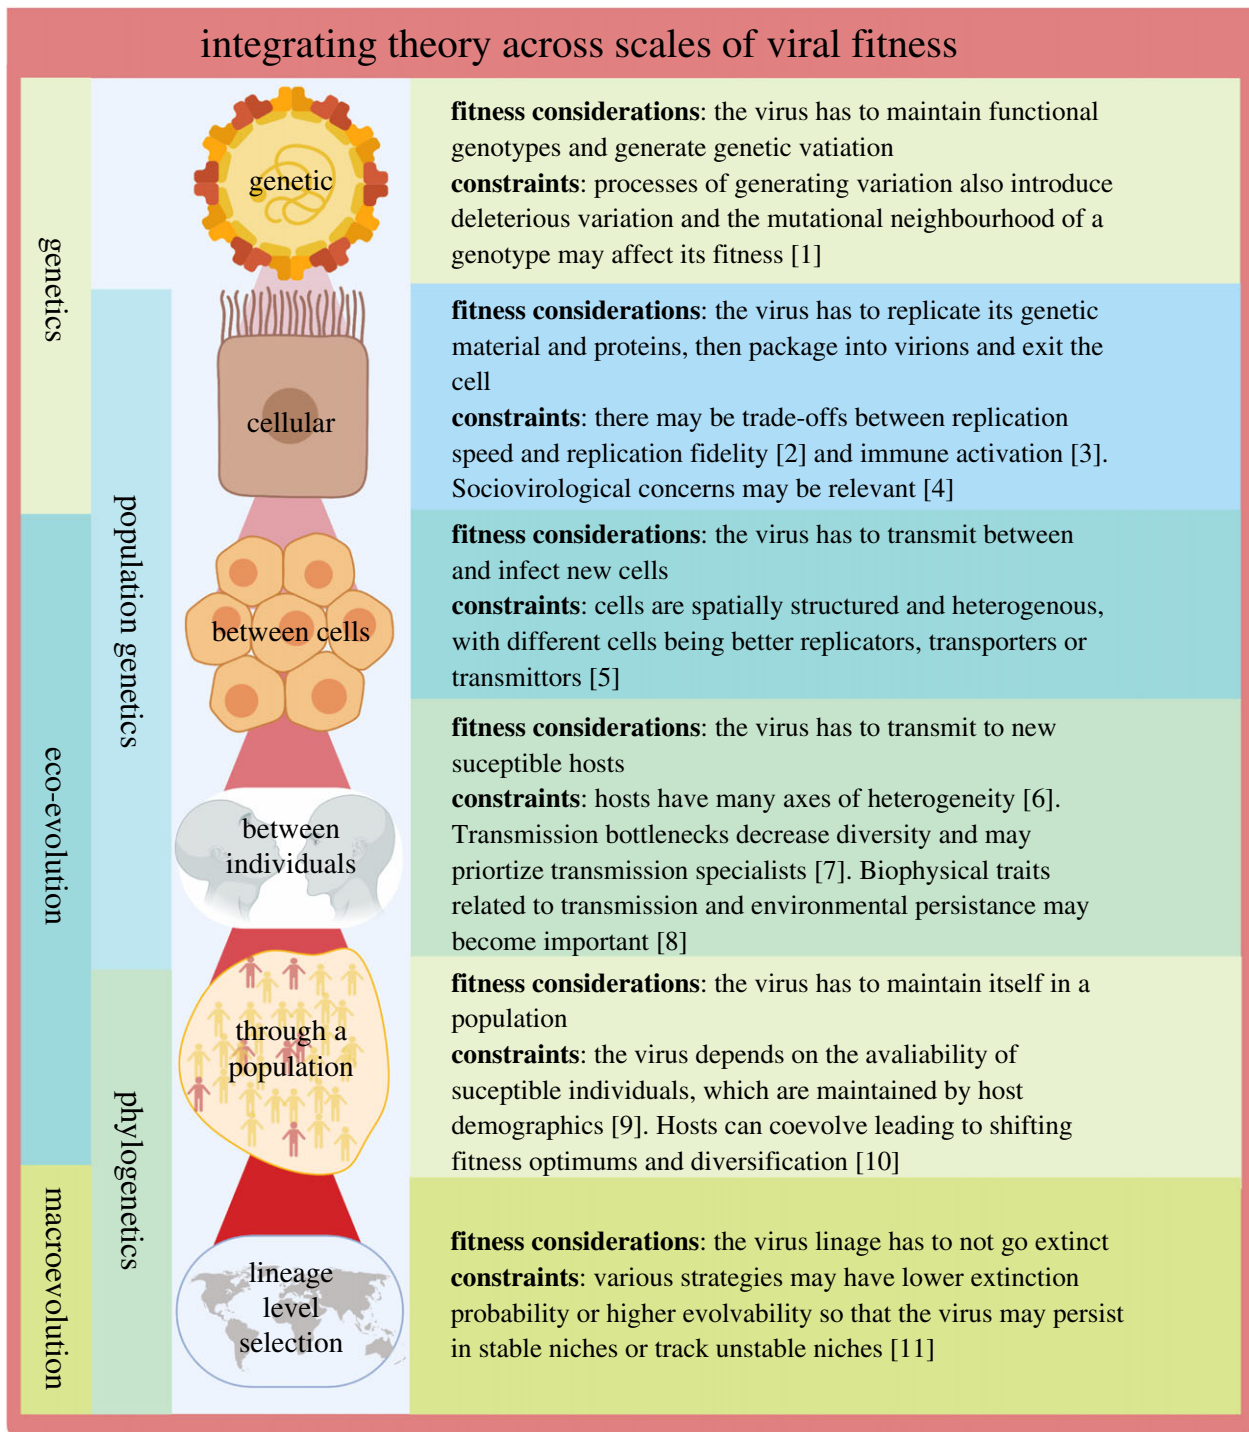 integrating theory across scales of viral fitness
genetics
population genetics
eco-evolution
phylogenetics
macroevolution
genetic
fitness considerations: the virus has to maintain functional
genotypes and generate genetic vatiation
constraints: processes of generating variation also introduce
deleterious variation and the mutational neighbourhood of a
genotype may affect its fitness [1]
cellular
fitness considerations: the virus has to replicate its genetic
material and proteins, then package into virions and exit the
cell
constraints: there may be trade-offs between replication
speed and replication fidelity [2] and immune activation [3].
Sociovirological concerns may be relevant [4]
between cells
fitness considerations: the virus has to transmit between
and infect new cells
constraints: cells are spatially structured and heterogenous,
with different cells being better replicators, transporters or
transmittors [5]
between
individuals
fitness considerations: the virus has to transmit to new
suceptible hosts
constraints: hosts have many axes of heterogeneity [6].
Transmission bottlenecks decrease diversity and may
priortize transmission specialists [7]. Biophysical traits
related to transmission and environmental persistance may
become important [8]
through a
population
fitness considerations: the virus has to maintain itself in a
population
constraints: the virus depends on the avaliability of
suceptible individuals, which are maintained by host
demographics [9]. Hosts can coevolve leading to shifting
fitness optimums and diversification [10]
lineage
level
selection
fitness considerations: the virus linage has to not go extinct
constraints: various strategies may have lower extinction
probability or higher evolvability so that the virus may persist
in stable niches or track unstable niches [11]